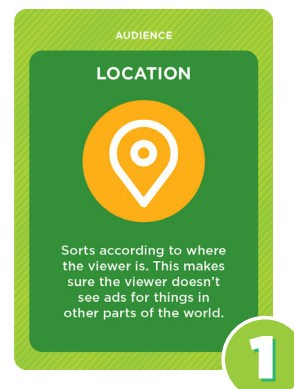 AUDIENCE
LOCATION
Sorts according to where
the viewer is. This makes
sure the viewer doesn't
see ads for things in
other parts of the world.
1